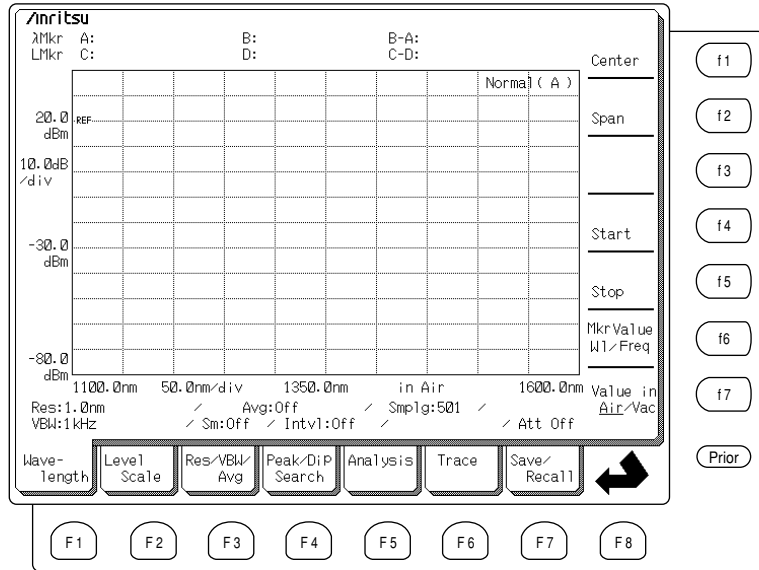 Anritsu
λMkr A: B: B-A:
LMkr C: D: C-D:
Normal ( A )
20.0
dBm
REF
10.0dB
/div
-30.0
dBm
-80.0
dBm
1100.0nm 50.0nm/div 1350.0nm in Air 1600.0nm
Res:1.0nm / Avg:Off / Smplg:501 /
VBW:1kHz / Sm:Off / Intvl:Off / / Att Off
Center
Span
Start
Stop
MkrValue
Wl/Freq
Value in
Air/Vac
f1
f2
f3
f4
f5
f6
f7
Prior
Wave-
length
Level
Scale
Res/VBW/
Avg
Peak/Dip
Search
Analysis
Trace
Save/
Recall
F1 F2 F3 F4 F5 F6 F7 F8